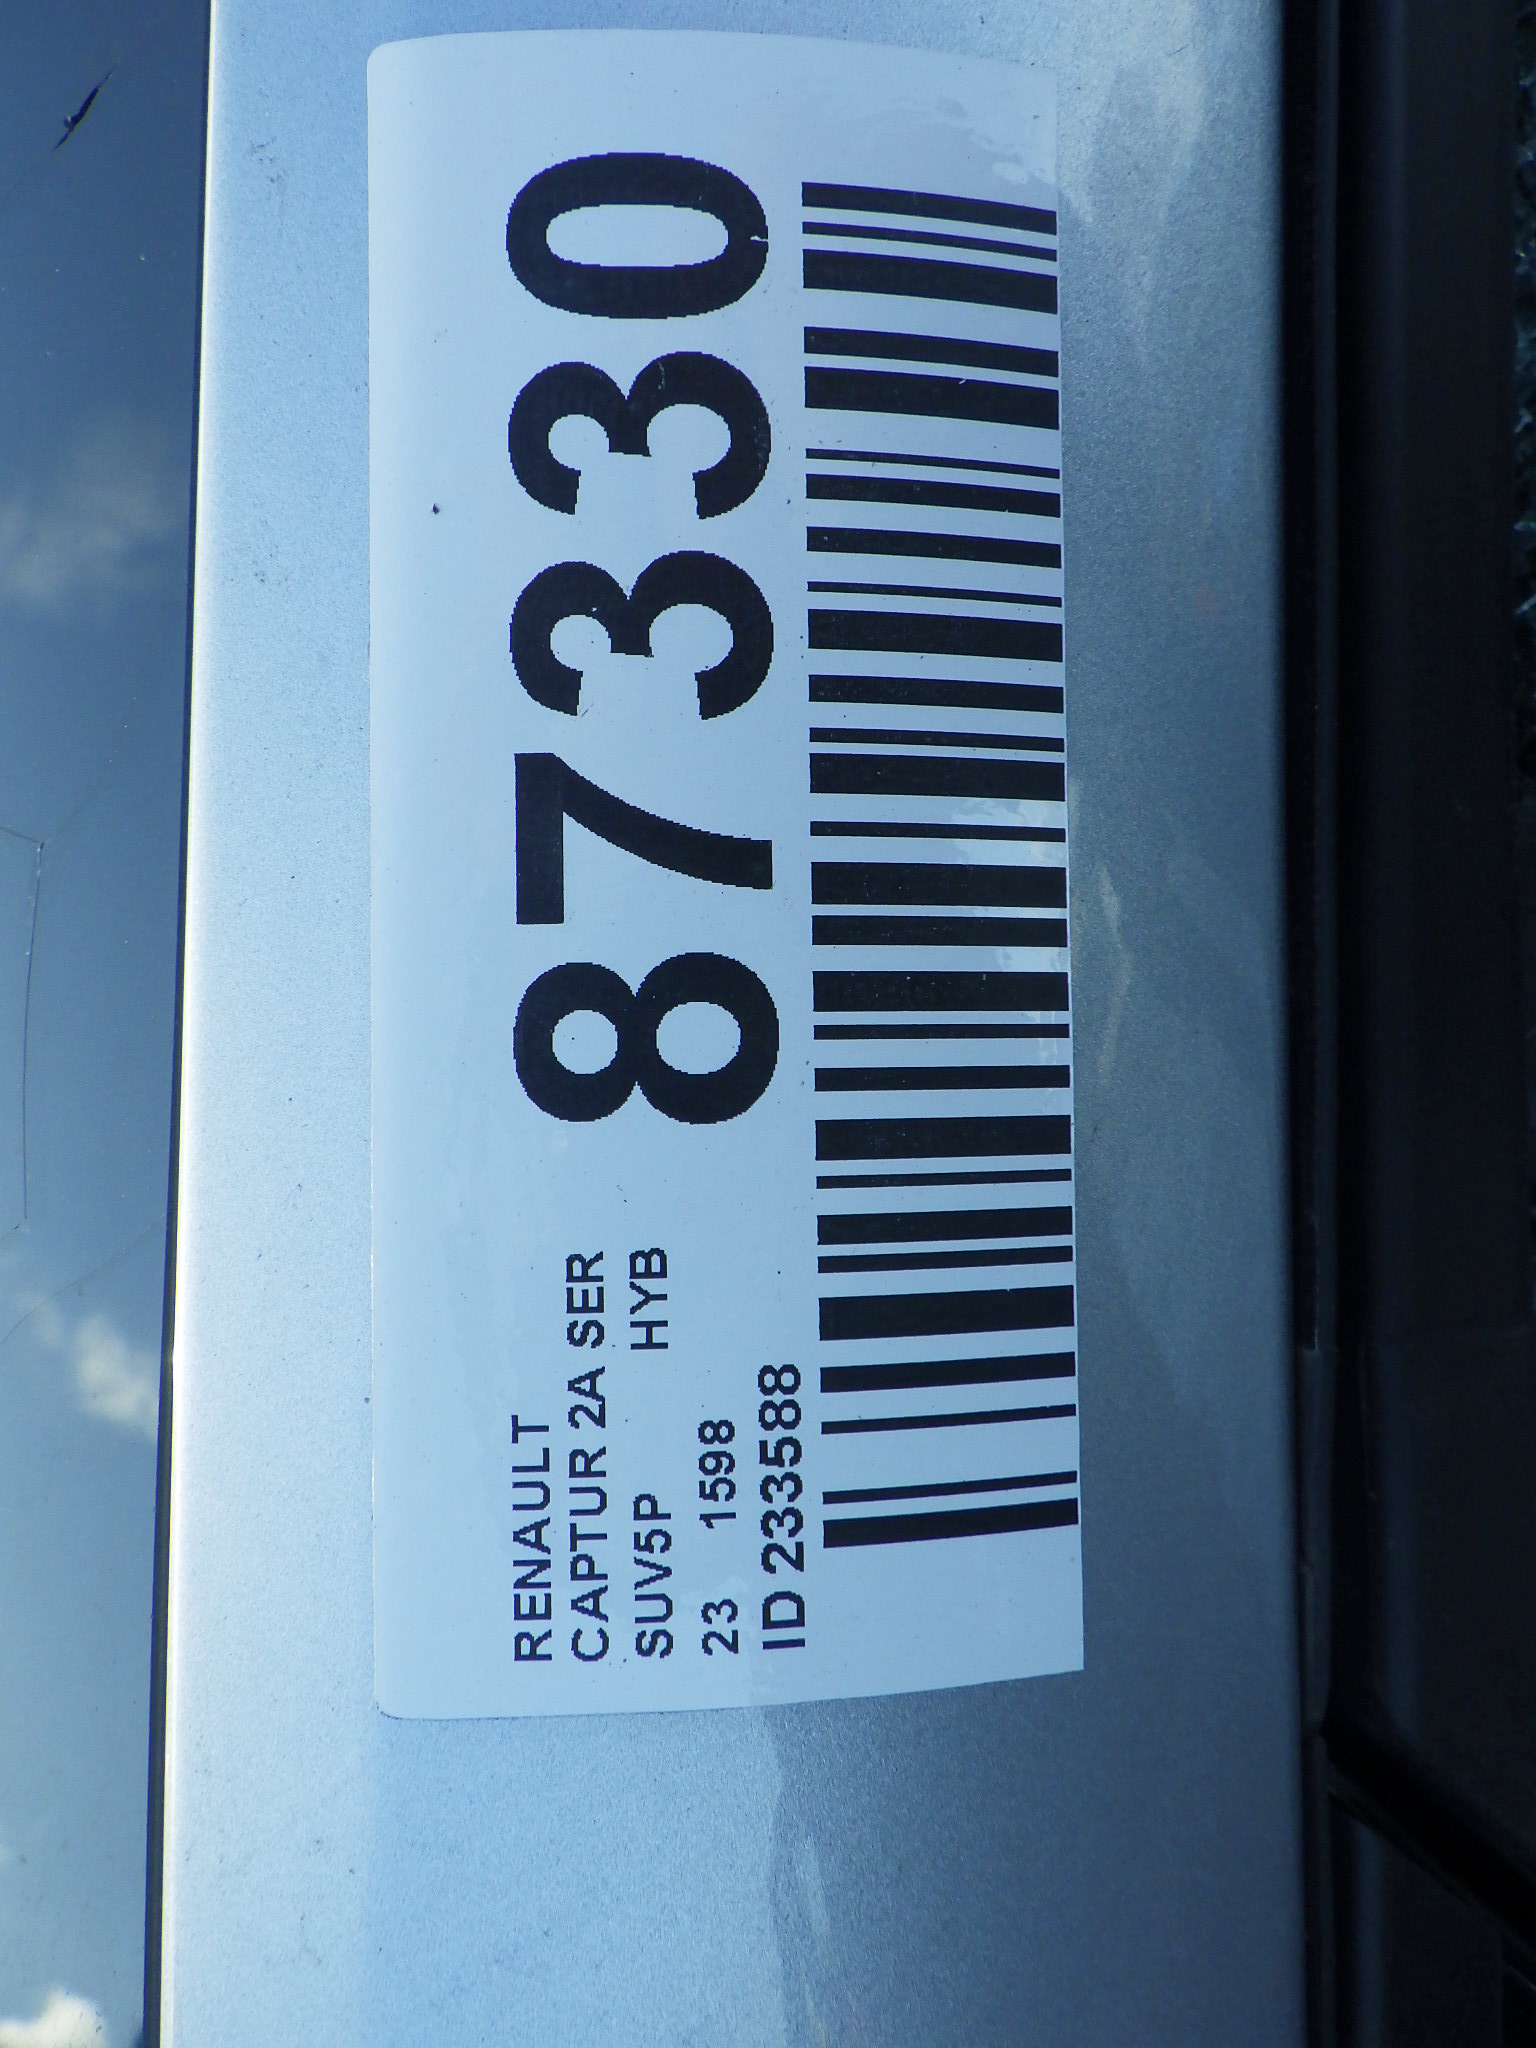 RENAULT
CAPTUR 2A SER
SUV5P HYB
23 1598
ID 233588
87330